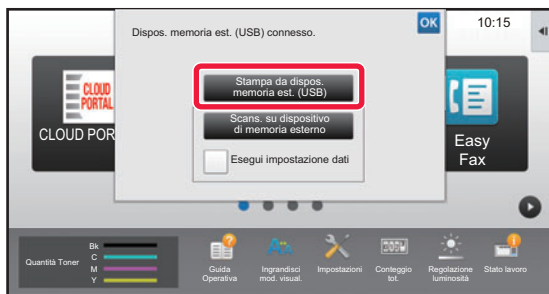 Dispos. memoria est. (USB) connesso.
OK
10:15
Stampa da dispos.
memoria est. (USB)
Scans. su dispositivo
di memoria esterno
Esegui impostazione dati
CLOUD
PORTAL
CLOUD POR
Easy
Fax
Quantità Toner
Bk
C
M
Y
Guida
Operativa
Ingrandisci
mod. visual.
Impostazioni
Conteggio
tot.
Regolazione
luminosità
Stato lavoro